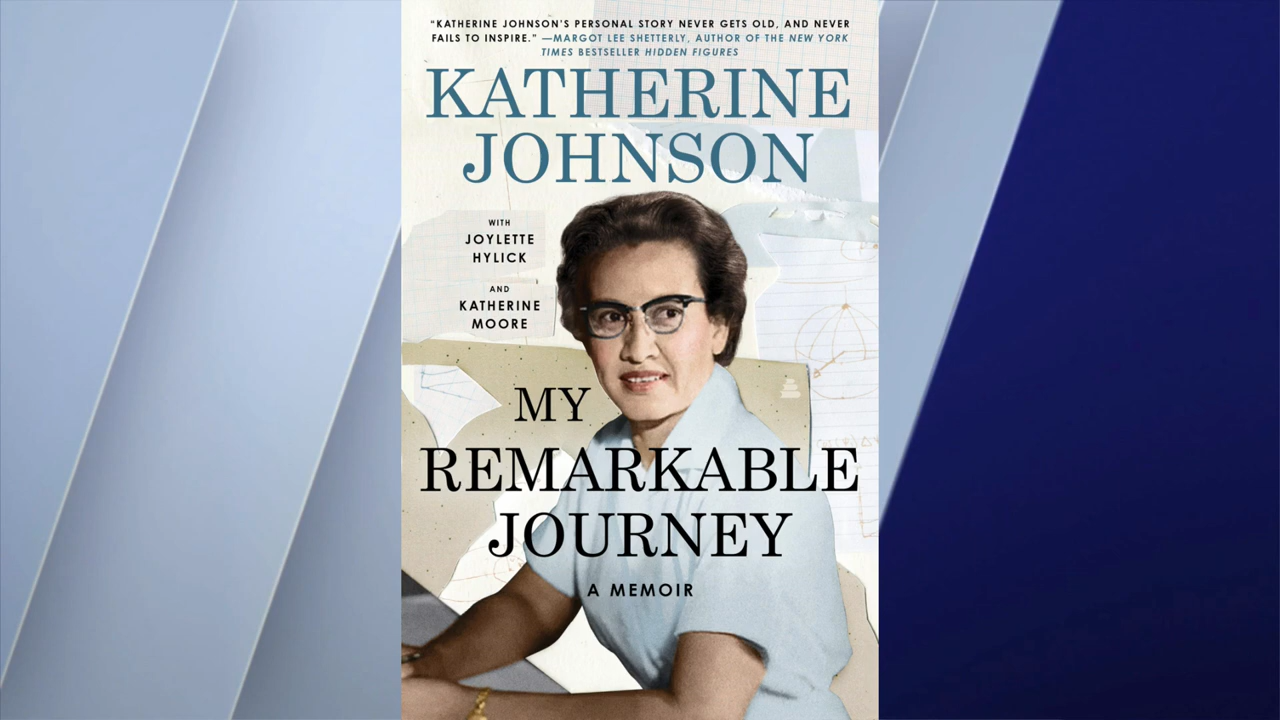 “KATHERINE JOHNSON’S PERSONAL STORY NEVER GETS OLD, AND NEVER
FAILS TO INSPIRE.” —MARGOT LEE SHETTERLY, AUTHOR OF THE NEW YORK
TIMES BESTSELLER HIDDEN FIGURES
KATHERINE
JOHNSON
WITH
JOYLETTE
HYLICK
AND
KATHERINE
MOORE
MY
REMARKABLE
JOURNEY
A MEMOIR